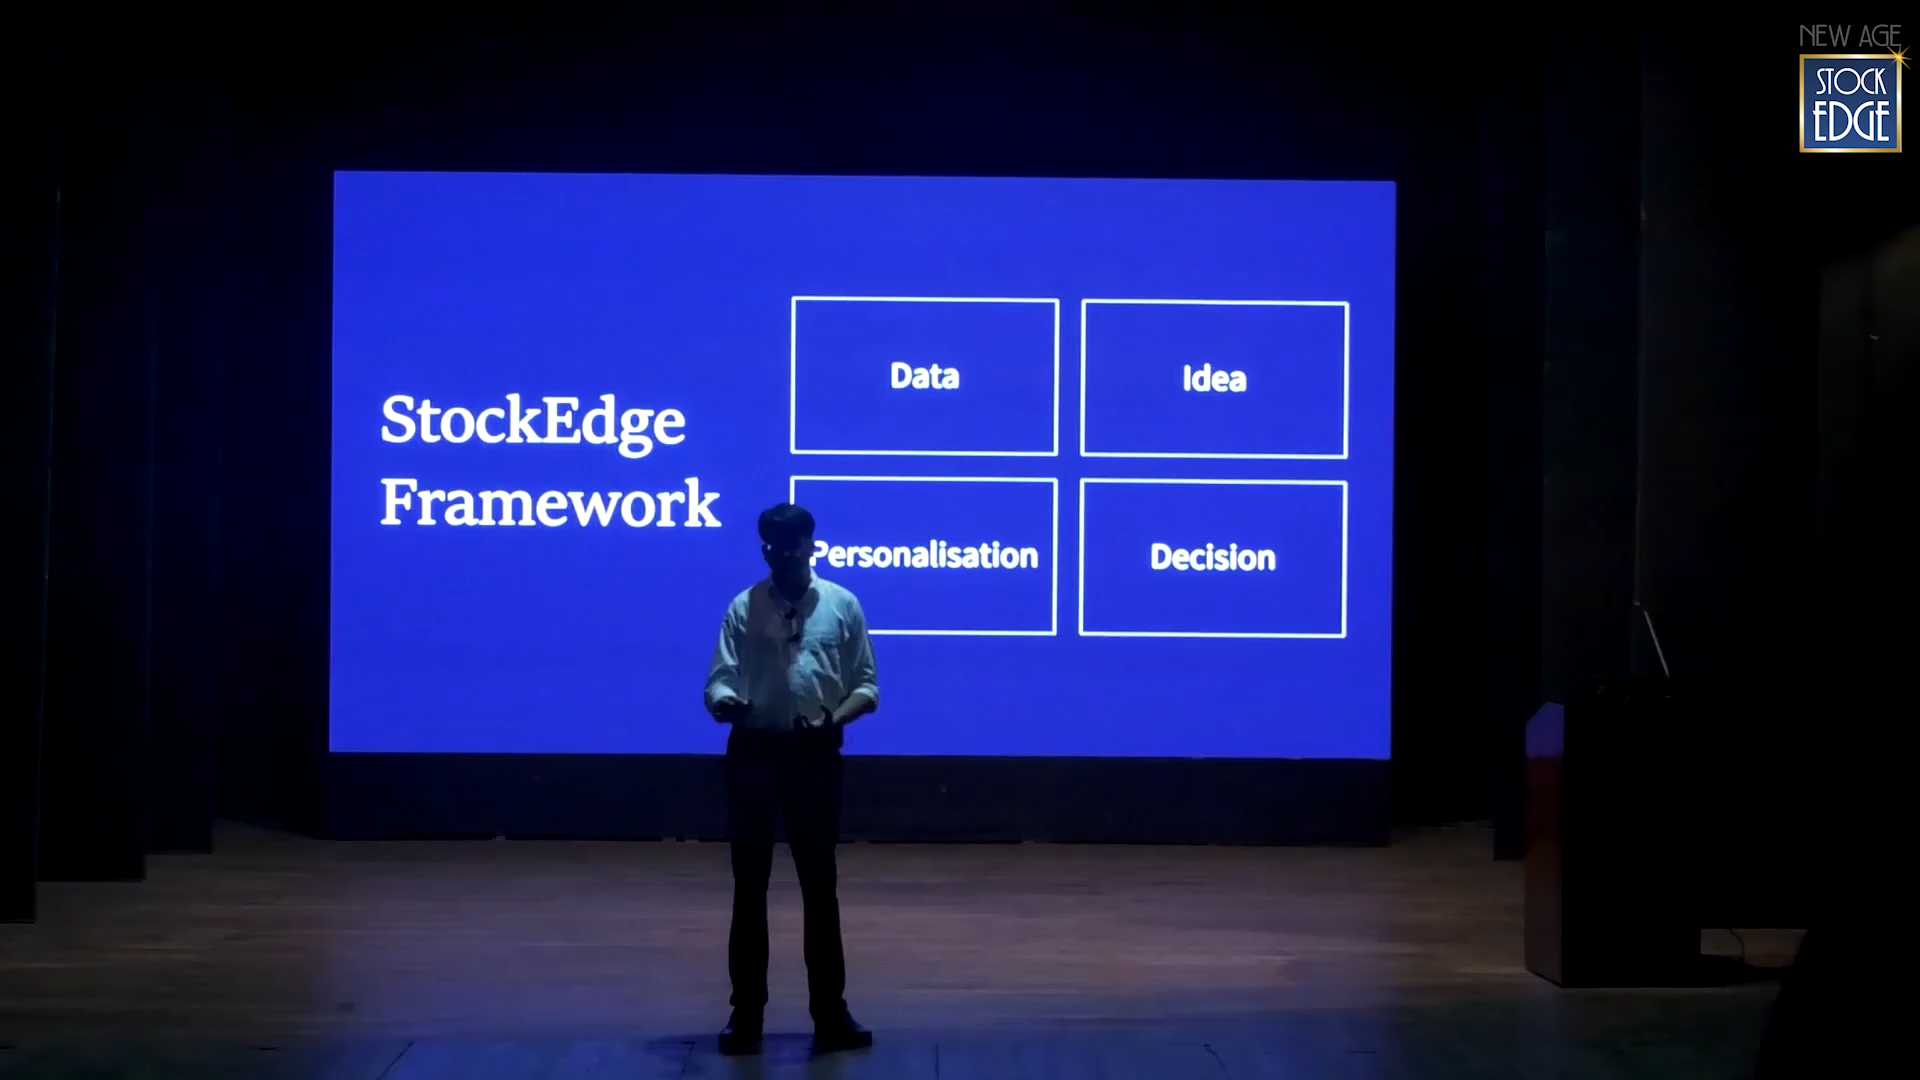 NEW AGE
STOCK
EDGE
StockEdge
Framework
Data
Idea
Personalisation
Decision